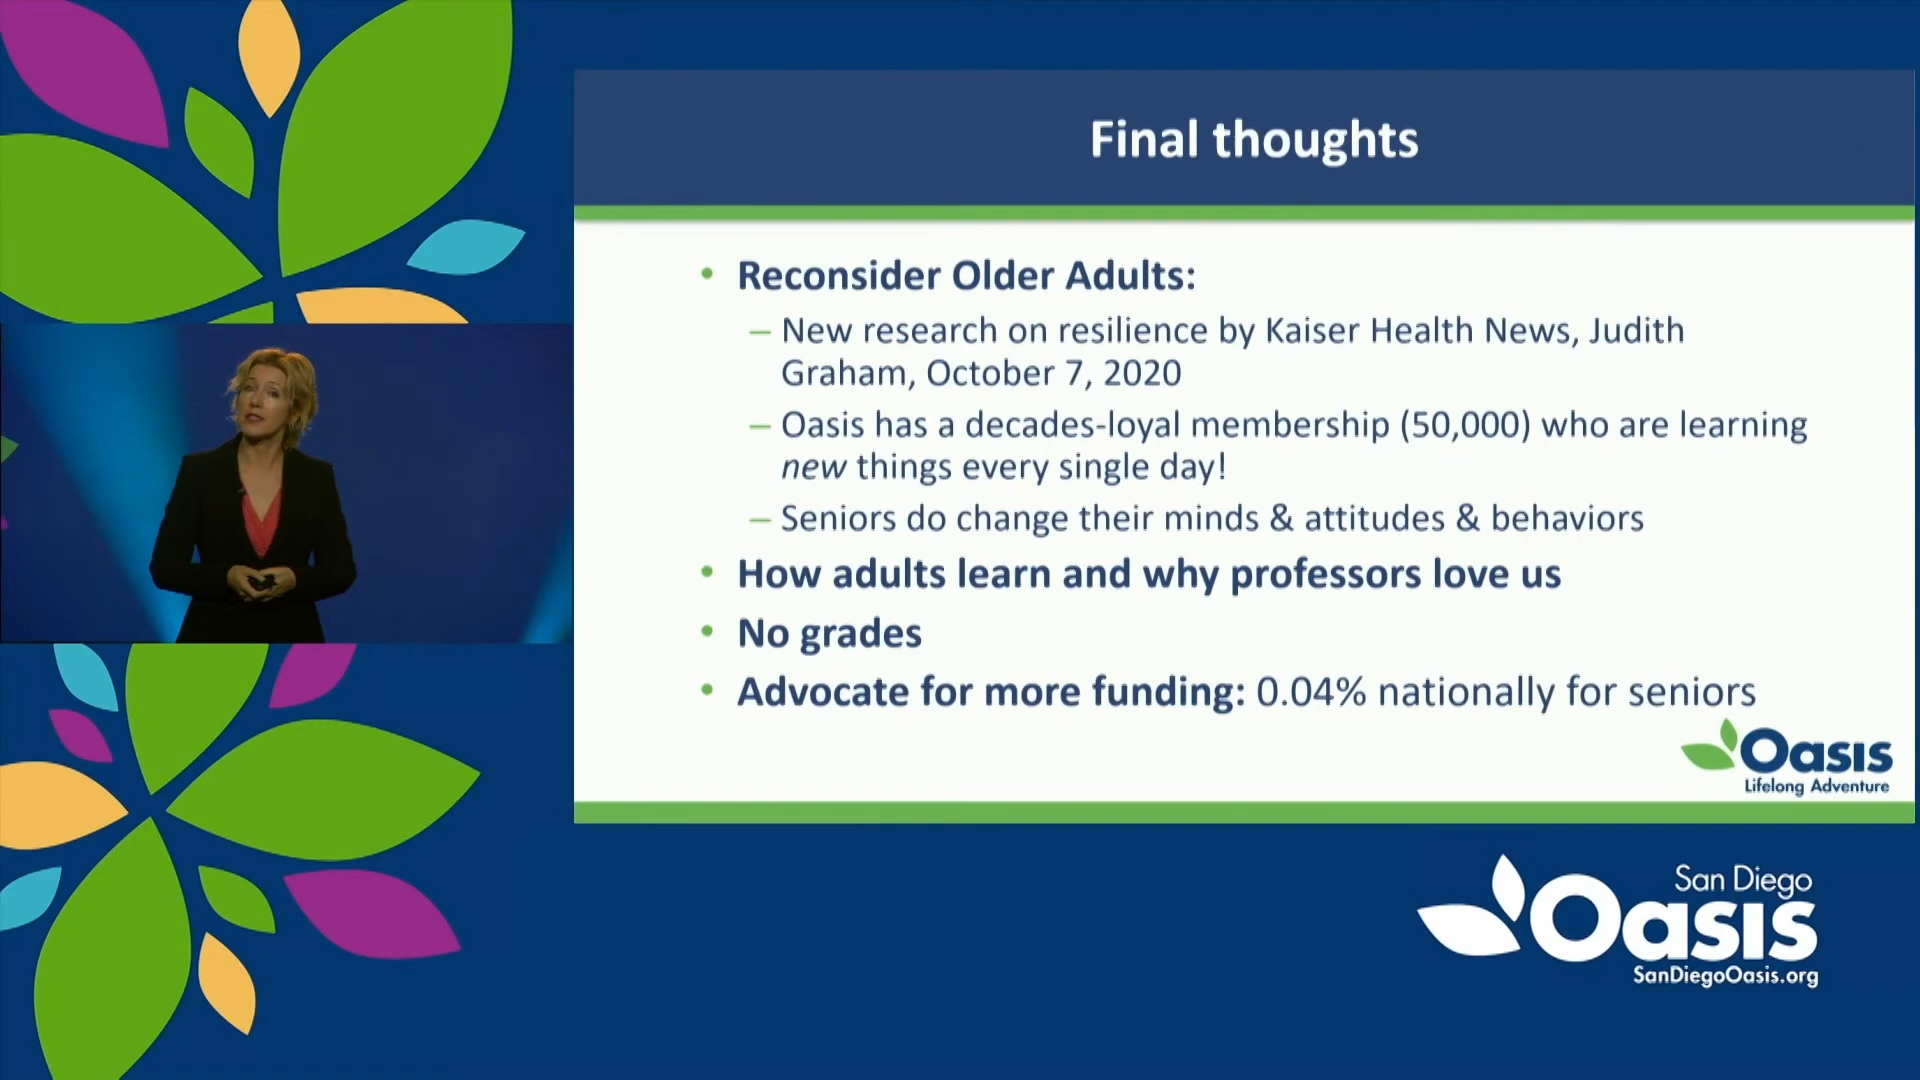 Final thoughts
• Reconsider Older Adults:
– New research on resilience by Kaiser Health News, Judith
Graham, October 7, 2020
– Oasis has a decades-loyal membership (50,000) who are learning
new things every single day!
– Seniors do change their minds & attitudes & behaviors
• How adults learn and why professors love us
• No grades
• Advocate for more funding: 0.04% nationally for seniors
Oasis
Lifelong Adventure
San Diego
Oasis
SanDiegoOasis.org